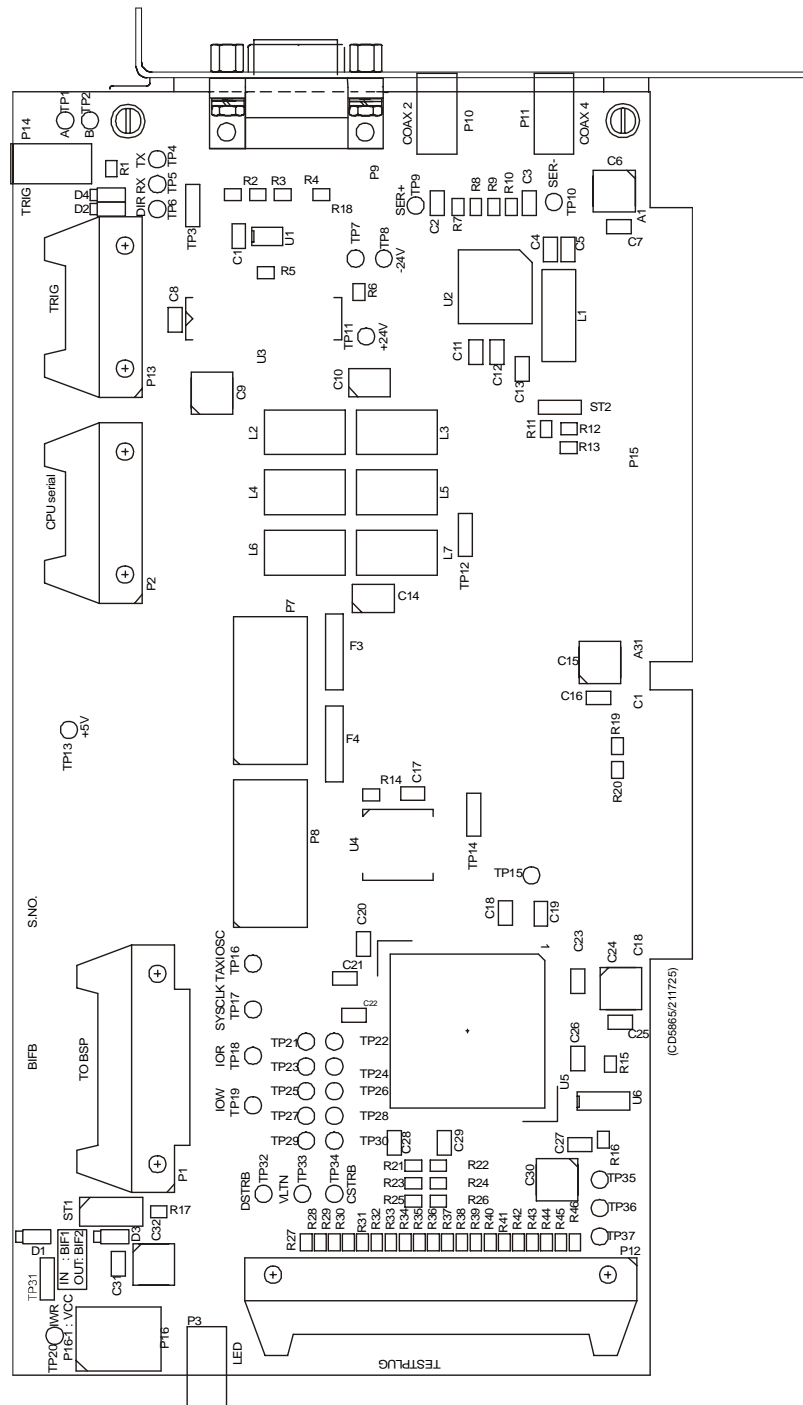 P14
A
TP1
B
TP2
TRIG
R1
TX
TP4
RX
TP5
DIR
TP6
D4
D2
TP3
R2
R3
R4
R18
P9
COAX 2
P10
P11
COAX 4
SER+
TP9
C2
R7
R8
R9
R10
C3
SER-
TP10
C6
A1
C7
C1
U1
R5
TP7
TP8
-24V
R6
TP11
+24V
U2
C4
C5
L1
TRIG
P13
C8
U3
C9
C10
C11
C12
C13
ST2
R11
R12
R13
P15
L2
L3
L4
L5
L6
L7
TP12
CPU serial
P2
C14
P7
F3
F4
C15
A31
C16
C1
R19
R20
TP13
+5V
P8
R14
C17
U4
TP14
TP15
S.NO.
C18
C19
C20
C21
C22
1
C23
C24
C18
C25
(CD5865/211725)
BIFB
TO BSP
P1
TAXIOSC
TP16
SYSCLK
TP17
IOR
TP18
IOW
TP19
TP21
TP22
TP23
TP24
TP25
TP26
TP27
TP28
TP29
TP30
C26
R15
U5
U6
C28
C29
C27
R16
DSTRB
TP32
VLTN
TP33
CSTRB
TP34
R21
R22
R23
R24
R25
R26
C30
TP35
TP36
TP37
ST1
R17
D1
D3
C32
C31
TP31
IN : BIF1
OUT: BIF2
R27
R28
R29
R30
R31
R32
R33
R34
R35
R36
R37
R38
R39
R40
R41
R42
R43
R44
R45
R46
P12
TP20
IWR
P16-1 : VCC
P16
P3
LED
TESTPLUG